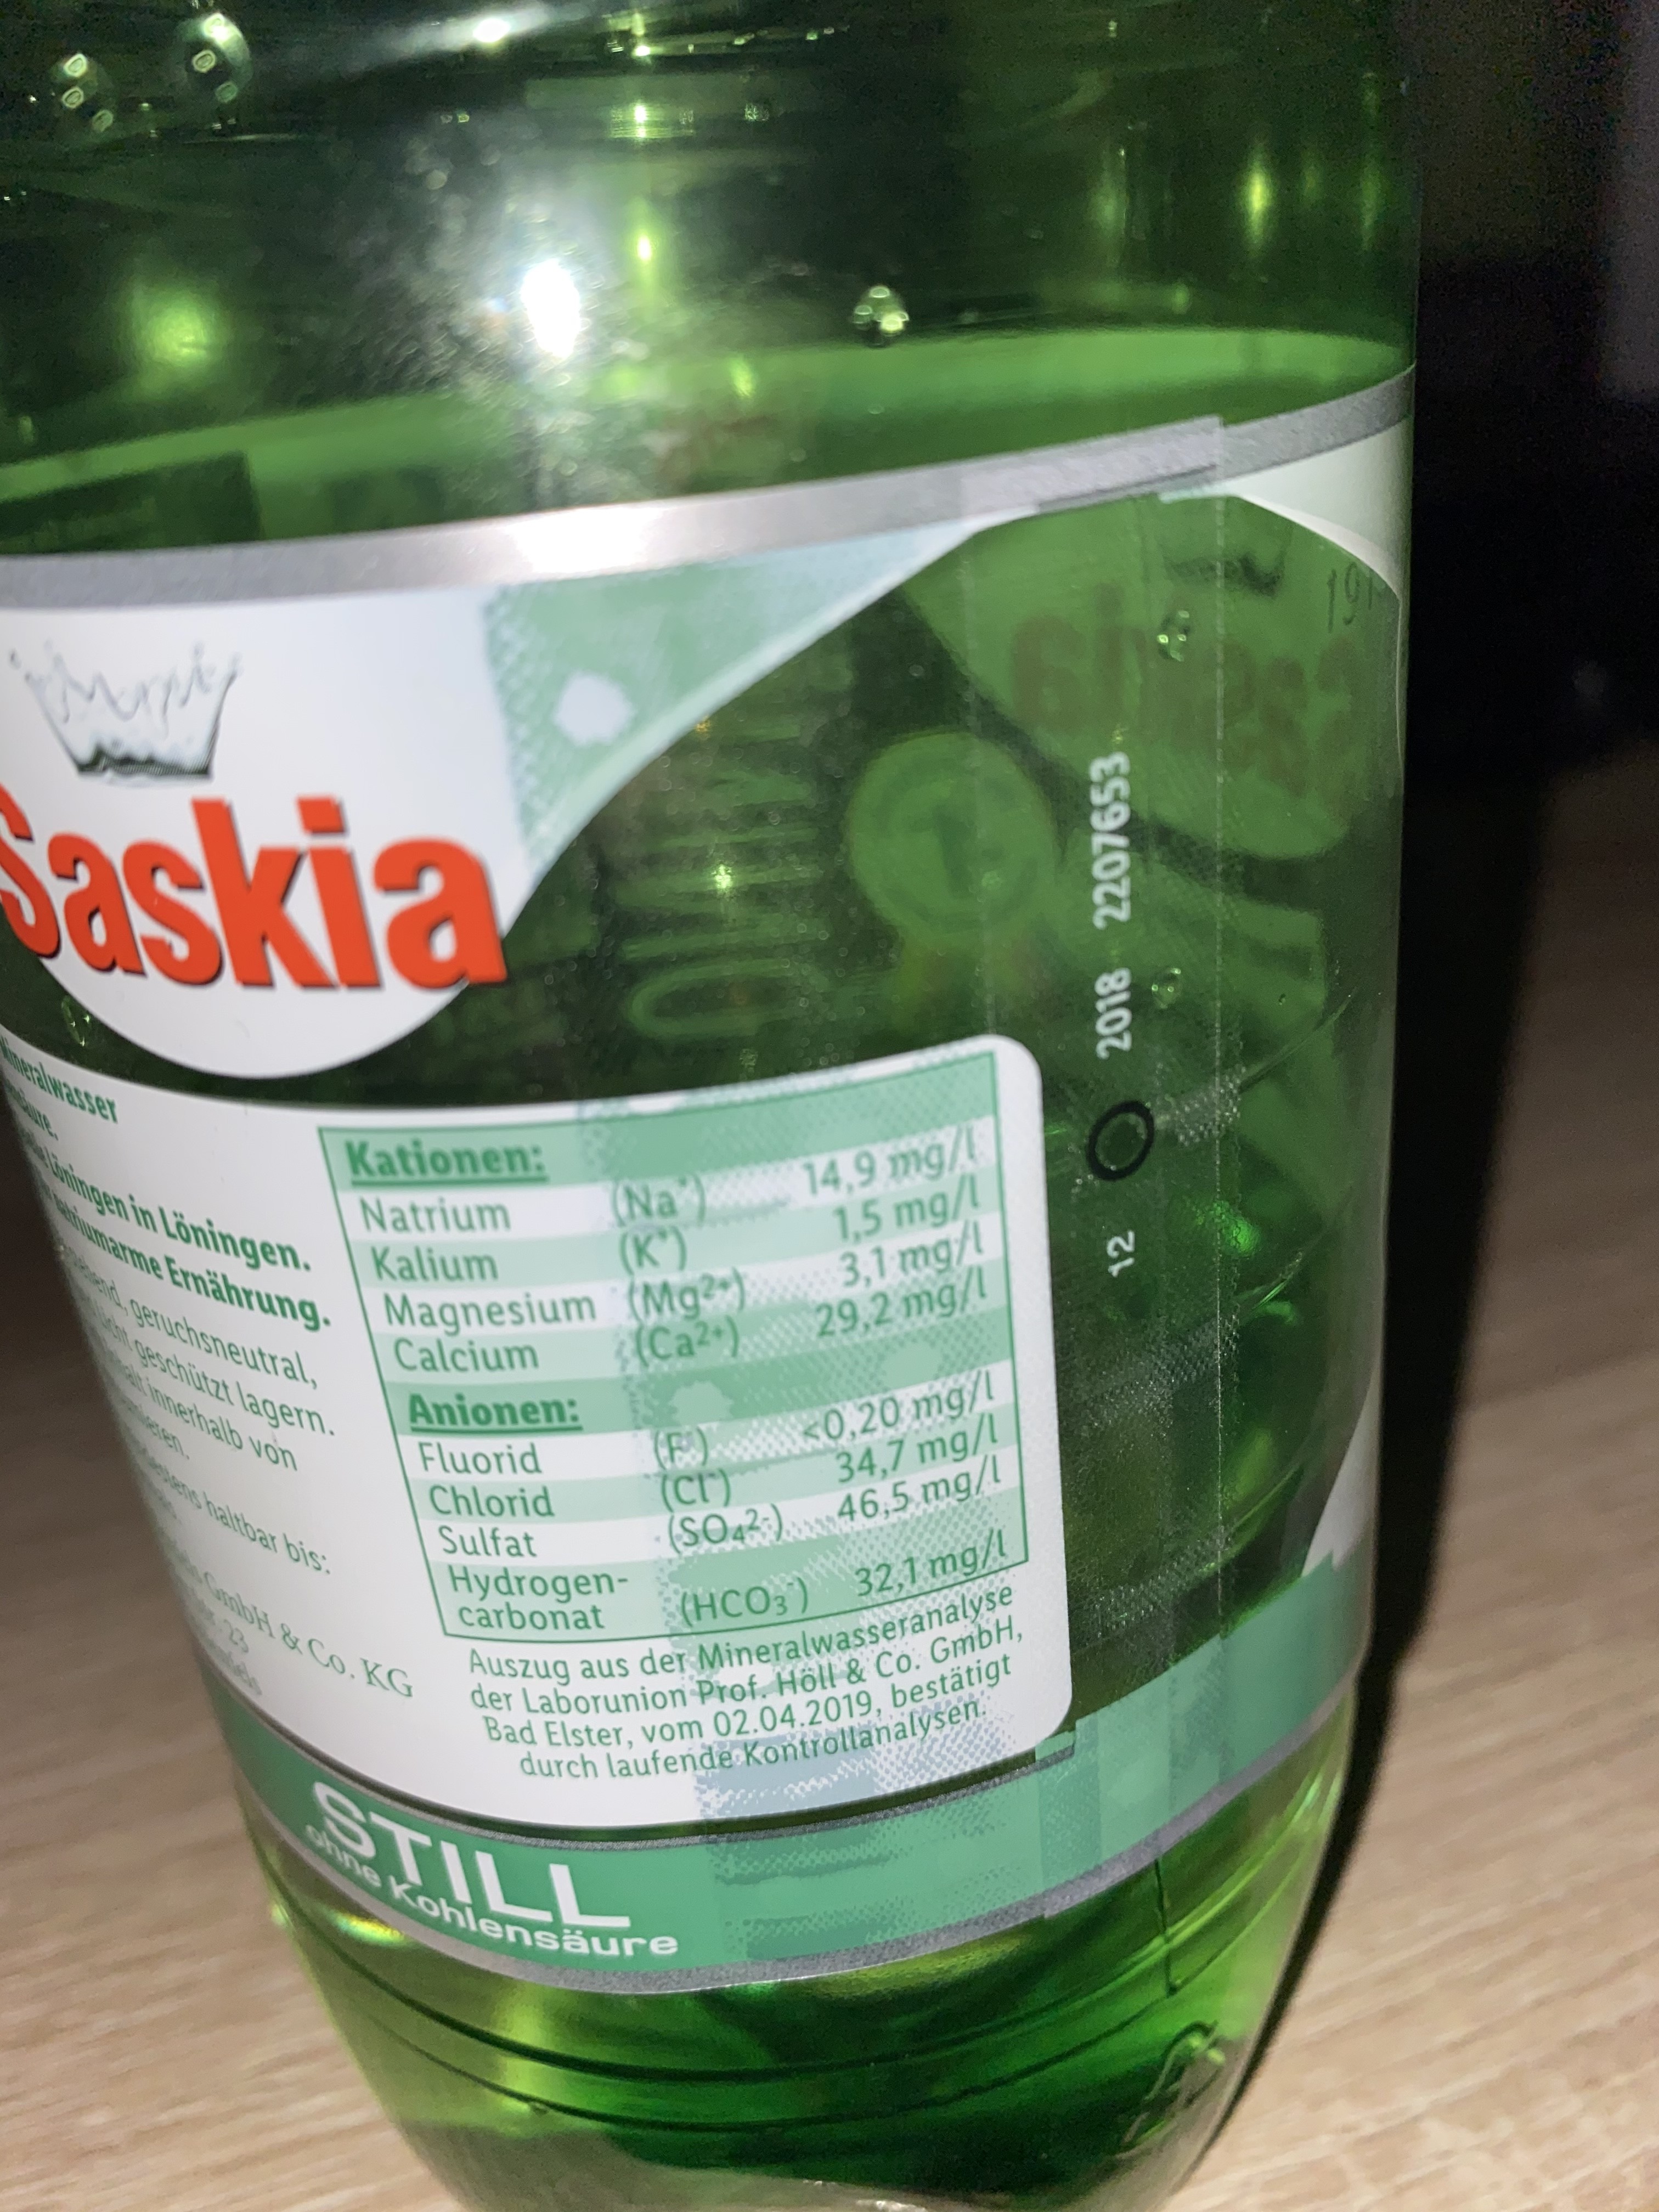 Saskia
Mineralwasser
Löningen in Löningen.
natriumarme Ernährung.
geruchsneutral,
geschützt lagern.
innerhalb von
haltbar bis:
GmbH & Co. KG
23
Kationen:
Natrium (Na⁺) 14,9 mg/l
Kalium (K⁺) 1,5 mg/l
Magnesium (Mg²⁺) 3,1 mg/l
Calcium (Ca²⁺) 29,2 mg/l
Anionen:
Fluorid (F⁻) <0,20 mg/l
Chlorid (Cl⁻) 34,7 mg/l
Sulfat (SO₄²⁻) 46,5 mg/l
Hydrogen-
carbonat (HCO₃⁻) 32,1 mg/l
Auszug aus der Mineralwasseranalyse
der Laborunion Prof. Höll & Co. GmbH,
Bad Elster, vom 02.04.2019, bestätigt
durch laufende Kontrollanalysen.
STILL
ohne Kohlensäure
12 2018 2207653